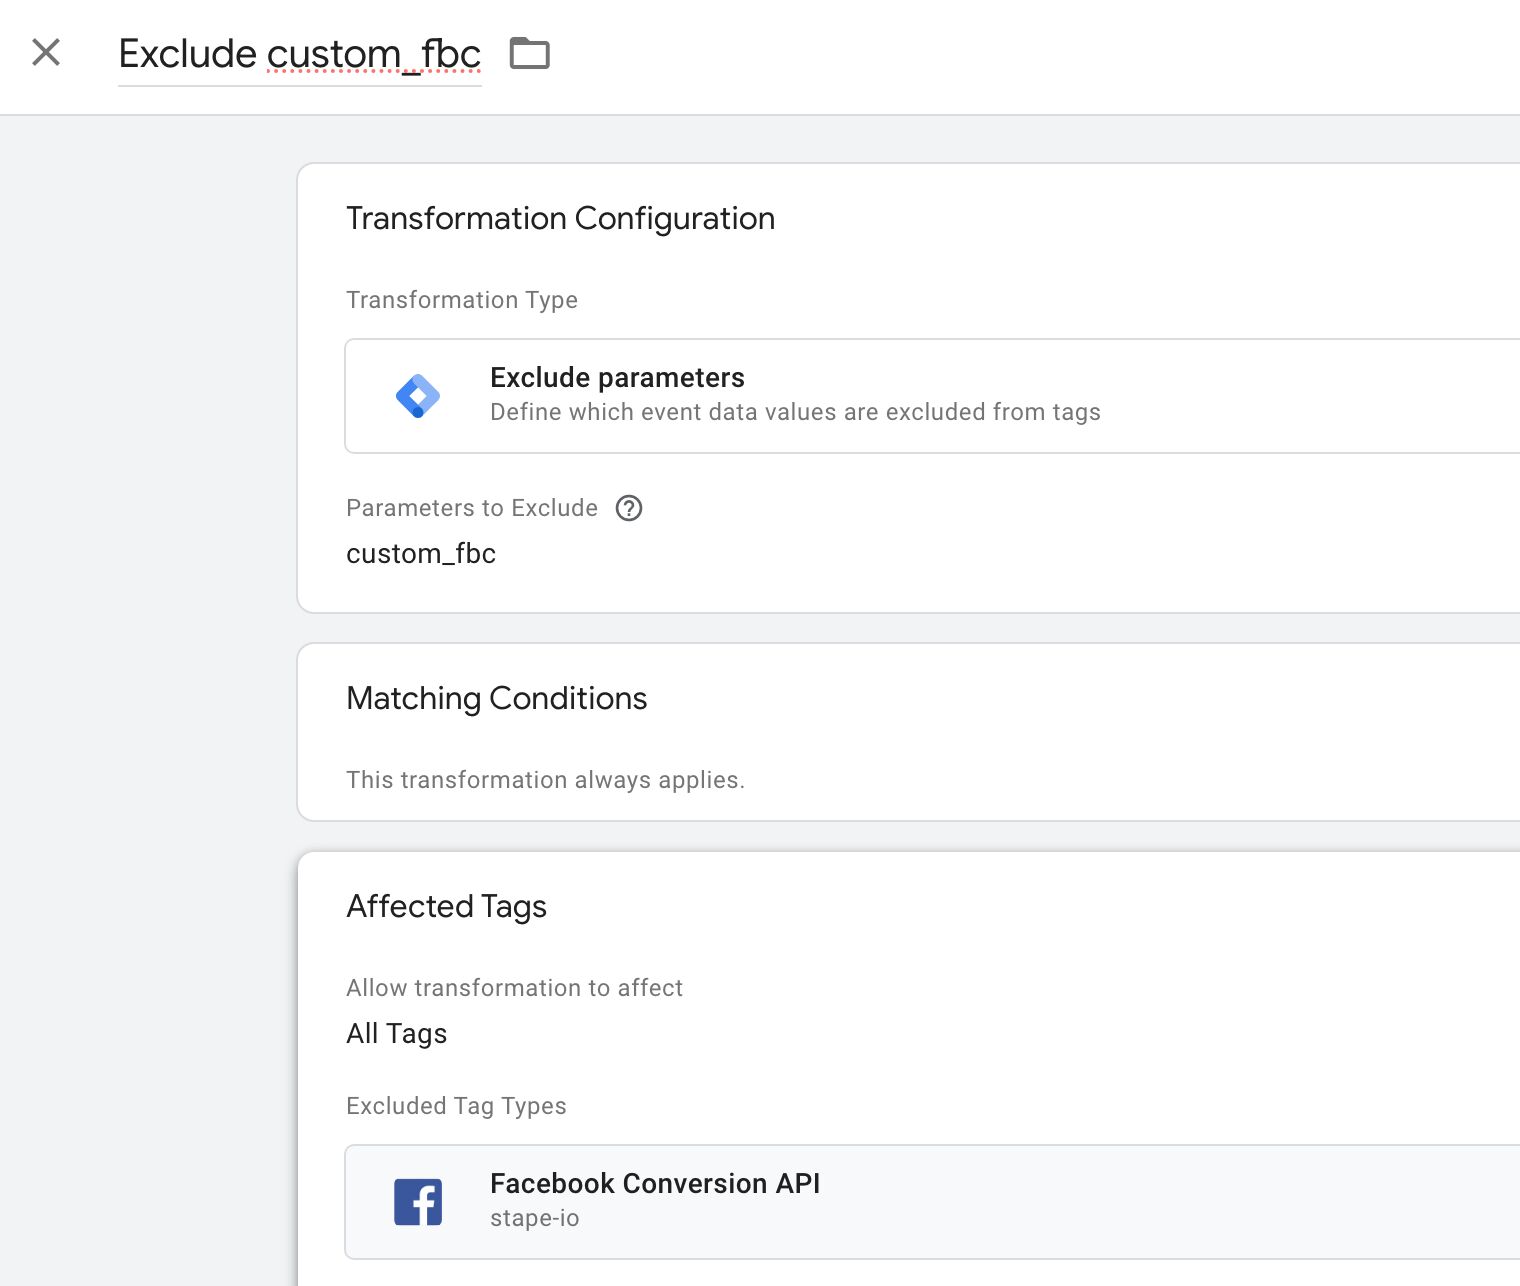 Exclude custom_fbc
Transformation Configuration
Transformation Type
Exclude parameters
Define which event data values are excluded from tags
Parameters to Exclude
custom_fbc
Matching Conditions
This transformation always applies.
Affected Tags
Allow transformation to affect
All Tags
Excluded Tag Types
Facebook Conversion API
stape-io